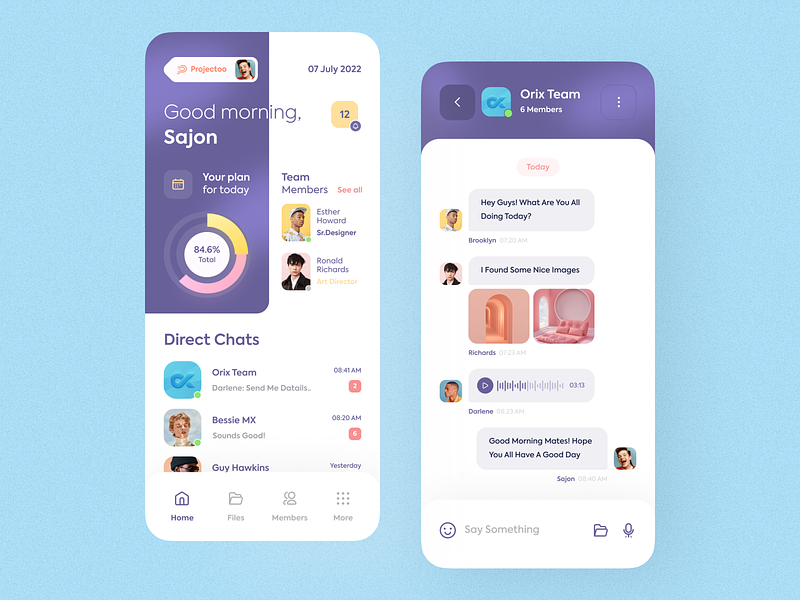 Projectoo
07 July 2022
Good morning,
Sajon
12
Your plan
for today
84.6%
Total
Team
Members
See all
Esther
Howard
Sr.Designer
Ronald
Richards
Art Director
Direct Chats
Orix Team
08:41 AM
Darlene: Send Me Datails..
2
Bessie MX
08:20 AM
Sounds Good!
6
Guy Hawkins
Yesterday
Home
Files
Members
More
Orix Team
6 Members
Today
Hey Guys! What Are You All
Doing Today?
Brooklyn 07:20 AM
I Found Some Nice Images
Richards 07:23 AM
03:13
Darlene 08:23 AM
Good Morning Mates! Hope
You All Have A Good Day
Sajon 08:40 AM
Say Something